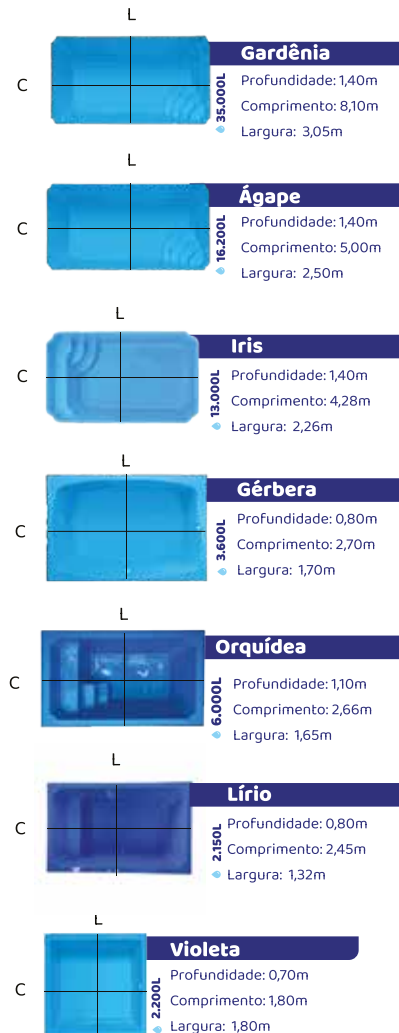 L
Gardênia
C
35.000L
Profundidade: 1,40m
Comprimento: 8,10m
Largura: 3,05m
L
Ágape
C
16.200L
Profundidade: 1,40m
Comprimento: 5,00m
Largura: 2,50m
L
Iris
C
13.000L
Profundidade: 1,40m
Comprimento: 4,28m
Largura: 2,26m
L
Gérbera
C
3.600L
Profundidade: 0,80m
Comprimento: 2,70m
Largura: 1,70m
L
Orquídea
C
6.000L
Profundidade: 1,10m
Comprimento: 2,66m
Largura: 1,65m
L
Lírio
C
2.150L
Profundidade: 0,80m
Comprimento: 2,45m
Largura: 1,32m
L
Violeta
C
2.200L
Profundidade: 0,70m
Comprimento: 1,80m
Largura: 1,80m